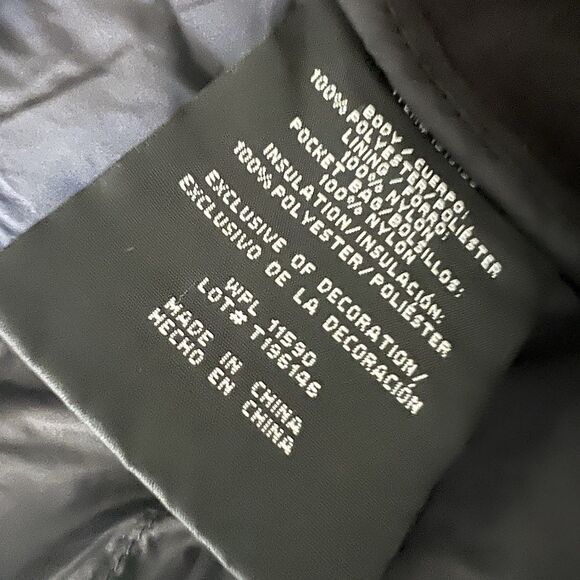 BODY/CUERPO:
100% POLYESTER/POLIÉSTER
LINING/FORRO:
100% NYLON
POCKET BAG/BOLSILLOS:
100% NYLON
INSULATION/INSULACIÓN:
100% POLYESTER/POLIÉSTER
EXCLUSIVE OF DECORATION/
EXCLUSIVO DE LA DECORACIÓN
WPL 11590
LOT# T196146
MADE IN CHINA
HECHO EN CHINA